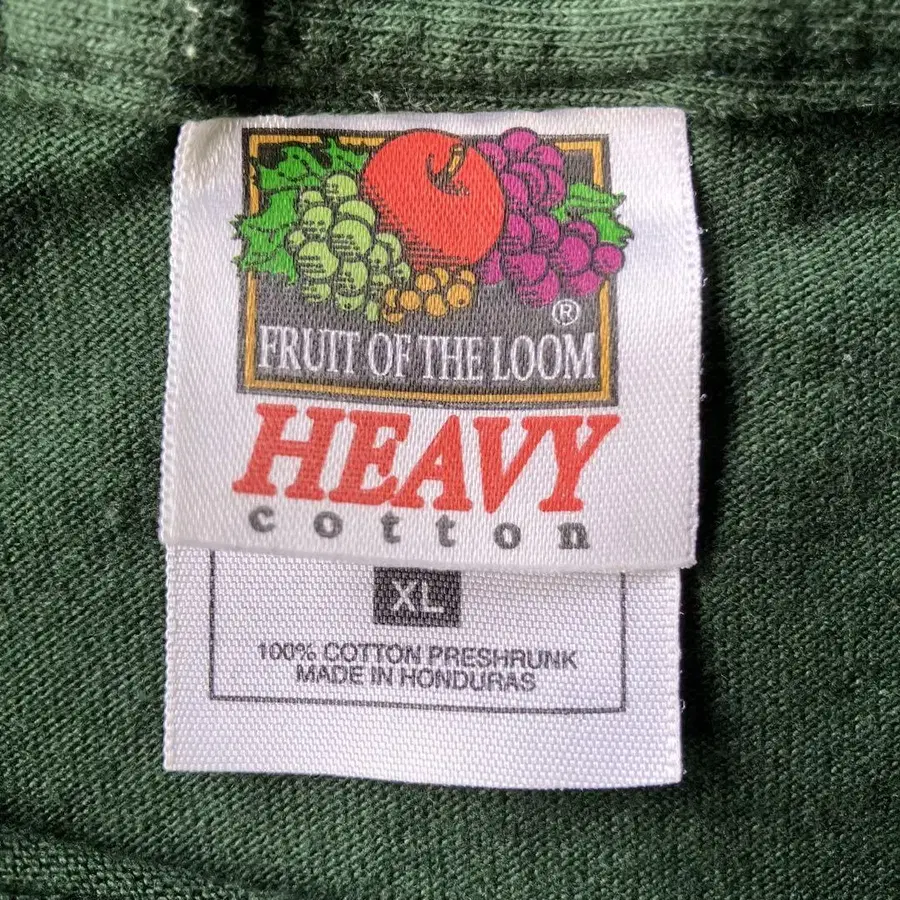 ®
FRUIT OF THE LOOM
HEAVY
cotton
XL
100% COTTON PRESHRUNK
MADE IN HONDURAS